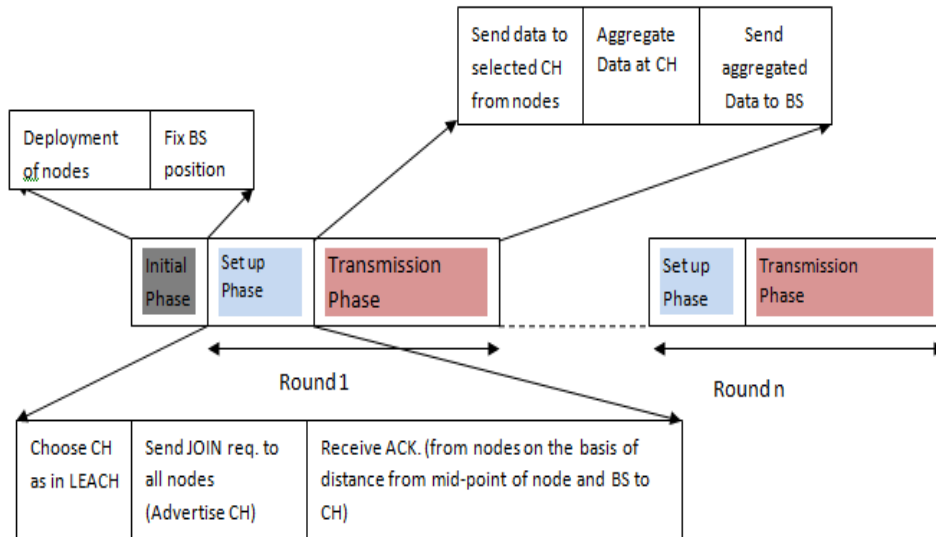 Send data to
selected CH
from nodes
Aggregate
Data at CH
Send
aggregated
Data to BS
Deployment
of nodes
Fix BS
position
Initial
Phase
Set up
Phase
Transmission
Phase
Set up
Phase
Transmission
Phase
Round 1
Round n
Choose CH
as in LEACH
Send JOIN req. to
all nodes
(Advertise CH)
Receive ACK. (from nodes on the basis of
distance from mid-point of node and BS to
CH)